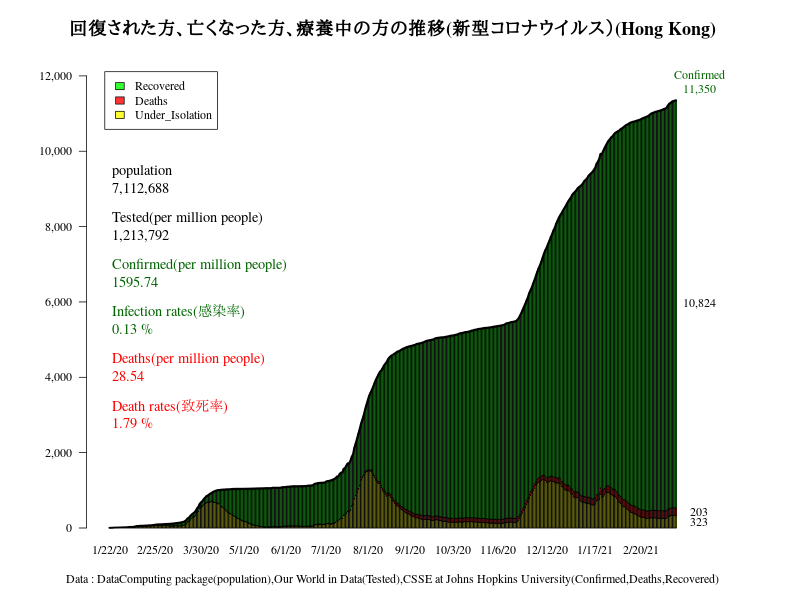 回復された方、亡くなった方、療養中の方の推移(新型コロナウイルス）(Hong Kong)
Confirmed
11,350
12,000
10,000
8,000
6,000
4,000
2,000
0
Recovered
Deaths
Under_Isolation
population
7,112,688
Tested(per million people)
1,213,792
Confirmed(per million people)
1595.74
Infection rates(感染率)
0.13 %
Deaths(per million people)
28.54
Death rates(致死率)
1.79 %
10,824
203
323
1/22/20 2/25/20 3/30/20 5/1/20 6/1/20 7/1/20 8/1/20 9/1/20 10/3/20 11/6/20 12/12/20 1/17/21 2/20/21
Data : DataComputing package(population),Our World in Data(Tested),CSSE at Johns Hopkins University(Confirmed,Deaths,Recovered)